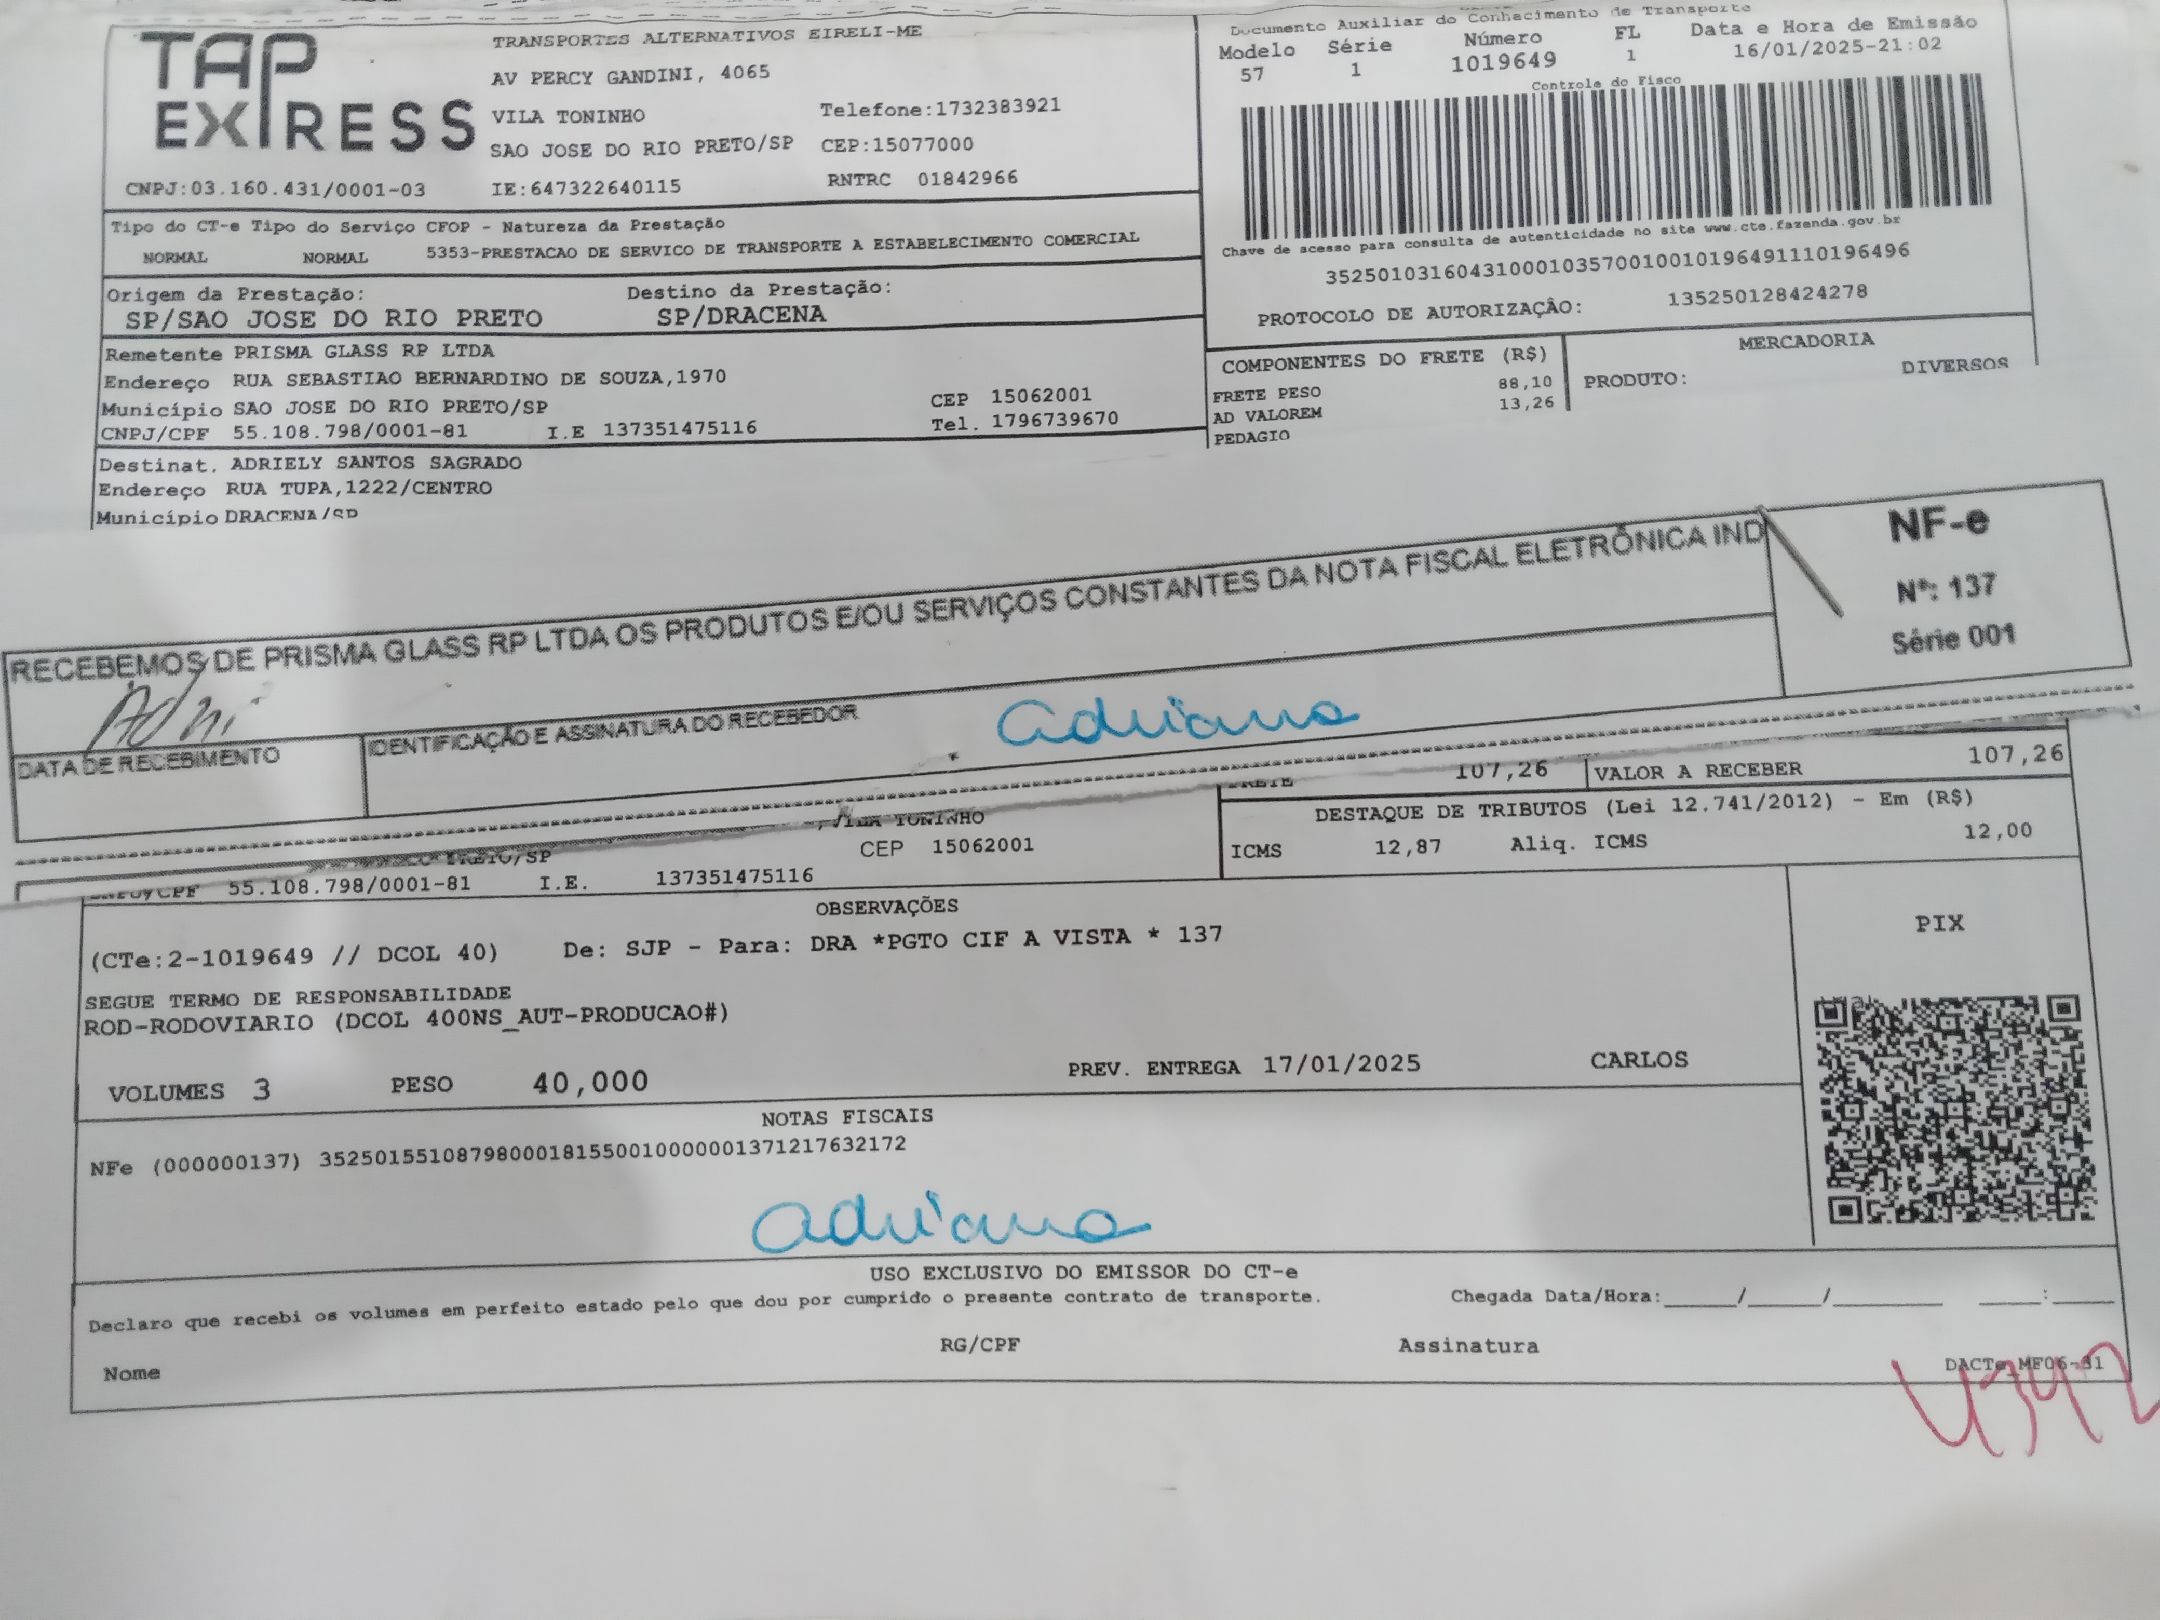 TAP EXPRESS
TRANSPORTES ALTERNATIVOS EIRELI-ME
AV PERCY GANDINI, 4065
VILA TONINHO Telefone:1732383921
SAO JOSE DO RIO PRETO/SP CEP:15077000
CNPJ:03.160.431/0001-03 IE:647322640115 RNTRC 01842966
Documento Auxiliar do Conhecimento de Transporte
Modelo Série Número FL Data e Hora de Emissão
57 1 1019649 1 16/01/2025-21:02
Controle do Fisco
Chave de acesso para consulta de autenticidade no site www.cte.fazenda.gov.br
35250103160431000103570010010196491110196496
PROTOCOLO DE AUTORIZAÇÂO: 135250128424278
Tipo do CT-e Tipo do Serviço CFOP - Natureza da Prestação
NORMAL NORMAL 5353-PRESTACAO DE SERVICO DE TRANSPORTE A ESTABELECIMENTO COMERCIAL
Origem da Prestação: Destino da Prestação:
SP/SAO JOSE DO RIO PRETO SP/DRACENA
Remetente PRISMA GLASS RP LTDA
Endereço RUA SEBASTIAO BERNARDINO DE SOUZA,1970
Município SAO JOSE DO RIO PRETO/SP CEP 15062001
CNPJ/CPF 55.108.798/0001-81 I.E 137351475116 Tel. 1796739670
COMPONENTES DO FRETE (R$) MERCADORIA
FRETE PESO 88,10 PRODUTO: DIVERSOS
AD VALOREM 13,26
PEDAGIO
Destinat. ADRIELY SANTOS SAGRADO
Endereço RUA TUPA,1222/CENTRO
Município DRACENA/SP
RECEBEMOS DE PRISMA GLASS RP LTDA OS PRODUTOS E/OU SERVIÇOS CONSTANTES DA NOTA FISCAL ELETRÔNICA IND
NF-e
Nº: 137
Série 001
DATA DE RECEBIMENTO IDENTIFICAÇÃO E ASSINATURA DO RECEBEDOR Adriana
107,26 VALOR A RECEBER 107,26
DESTAQUE DE TRIBUTOS (Lei 12.741/2012) - Em (R$)
ICMS 12,87 Aliq. ICMS 12,00
VILA TONINHO
PRETO/SP CEP 15062001
CNPJ/CPF 55.108.798/0001-81 I.E. 137351475116
OBSERVAÇÕES
(CTe:2-1019649 // DCOL 40) De: SJP - Para: DRA *PGTO CIF A VISTA * 137
SEGUE TERMO DE RESPONSABILIDADE
ROD-RODOVIARIO (DCOL 400NS_AUT-PRODUCAO#)
VOLUMES 3 PESO 40,000 PREV. ENTREGA 17/01/2025 CARLOS
PIX
NOTAS FISCAIS
NFe (000000137) 35250155108798000181550010000001371217632172
Adriana
USO EXCLUSIVO DO EMISSOR DO CT-e
Declaro que recebi os volumes em perfeito estado pelo que dou por cumprido o presente contrato de transporte. Chegada Data/Hora:_____/_____/_______ ____:____
Nome RG/CPF Assinatura
DACTe MF06-31